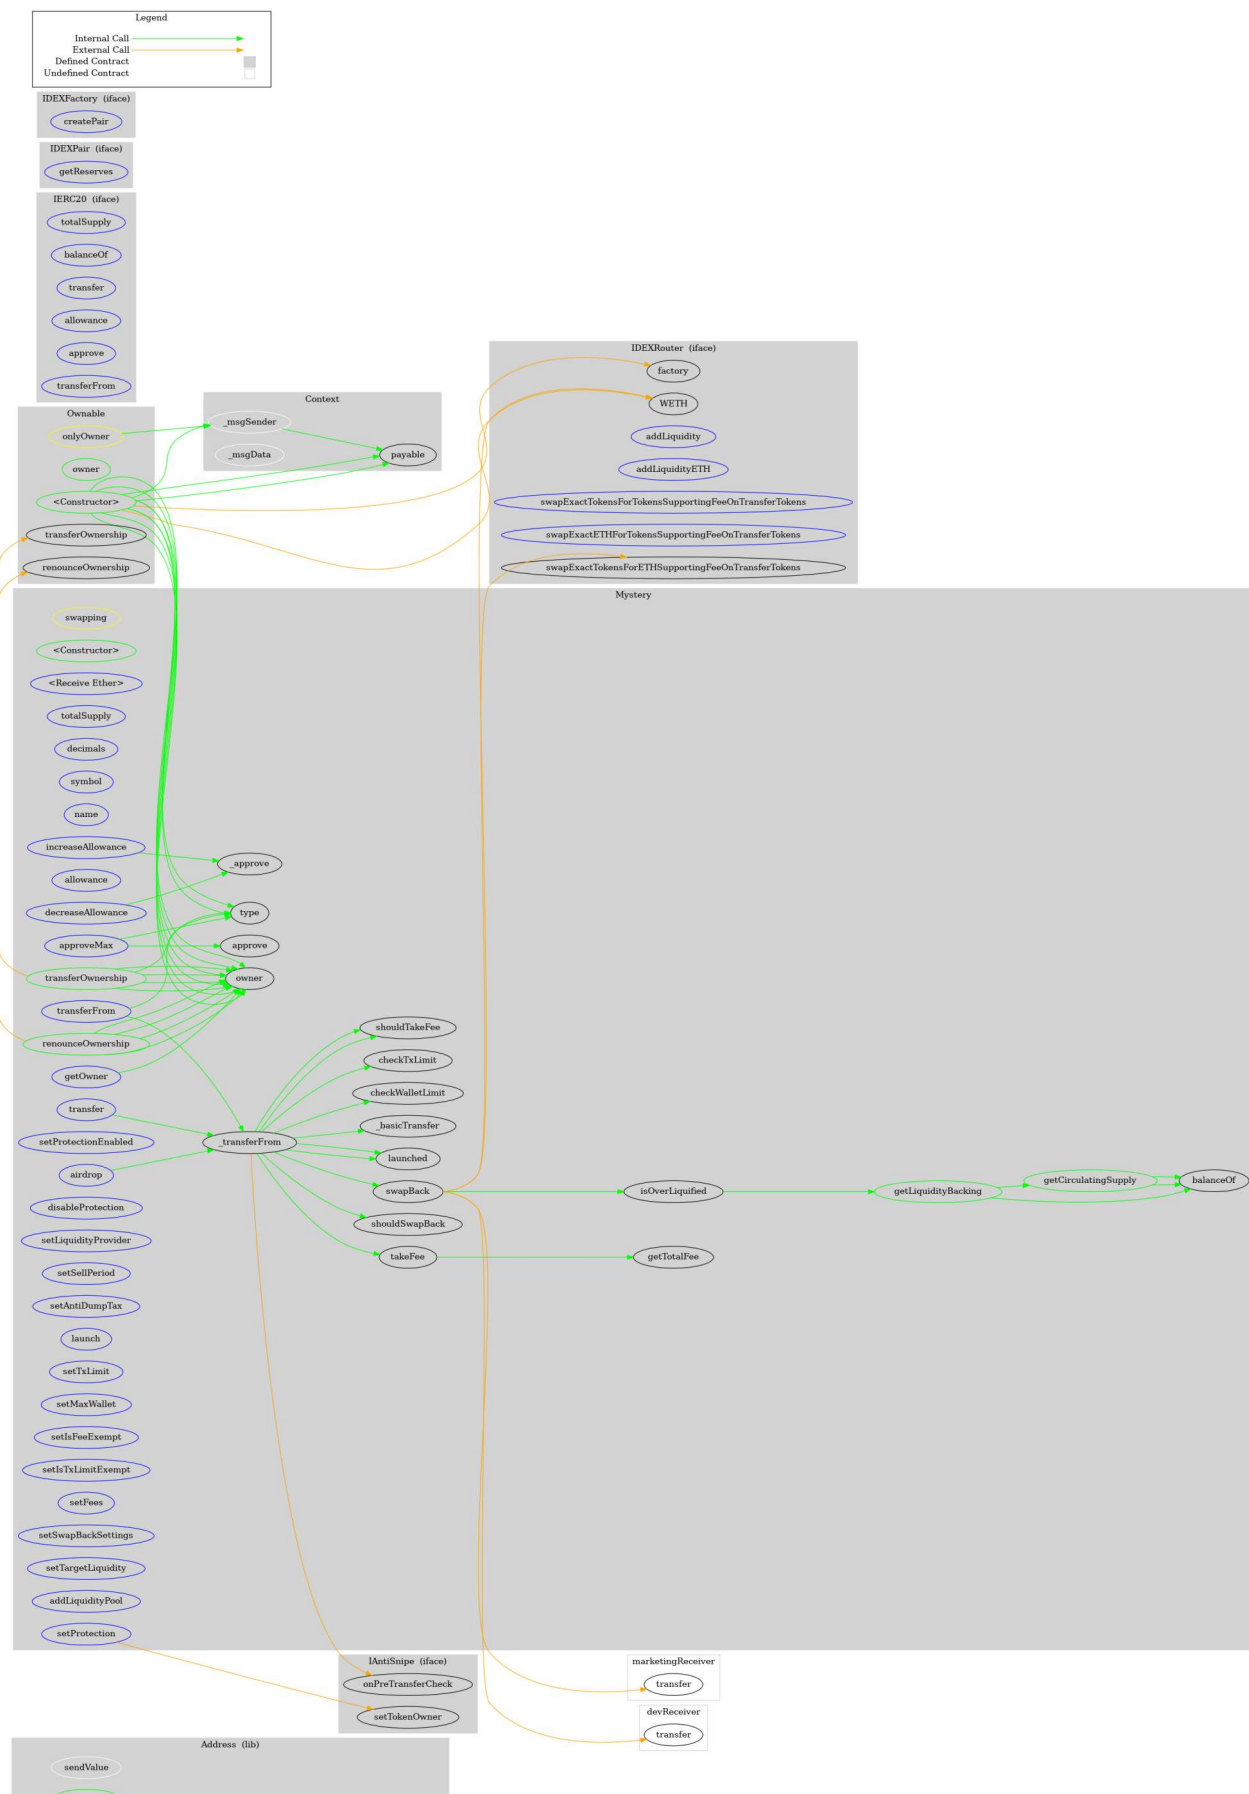 Legend
Internal Call
External Call
Defined Contract
Undefined Contract
IDEXFactory (iface)
createPair
IDEXPair (iface)
getReserves
IERC20 (iface)
totalSupply
balanceOf
transfer
allowance
approve
transferFrom
Ownable
onlyOwner
owner
<Constructor>
transferOwnership
renounceOwnership
Context
_msgSender
_msgData
payable
IDEXRouter (iface)
factory
WETH
addLiquidity
addLiquidityETH
swapExactTokensForTokensSupportingFeeOnTransferTokens
swapExactETHForTokensSupportingFeeOnTransferTokens
swapExactTokensForETHSupportingFeeOnTransferTokens
Mystery
swapping
<Constructor>
<Receive Ether>
totalSupply
decimals
symbol
name
increaseAllowance
allowance
decreaseAllowance
approveMax
transferOwnership
transferFrom
renounceOwnership
getOwner
transfer
setProtectionEnabled
airdrop
disableProtection
setLiquidityProvider
setSellPeriod
setAntiDumpTax
launch
setTxLimit
setMaxWallet
setIsFeeExempt
setIsTxLimitExempt
setFees
setSwapBackSettings
setTargetLiquidity
addLiquidityPool
setProtection
_approve
type
approve
owner
_transferFrom
shouldTakeFee
checkTxLimit
checkWalletLimit
_basicTransfer
launched
swapBack
shouldSwapBack
takeFee
isOverLiquified
getTotalFee
getLiquidityBacking
getCirculatingSupply
balanceOf
IAntiSnipe (iface)
onPreTransferCheck
setTokenOwner
marketingReceiver
transfer
devReceiver
transfer
Address (lib)
sendValue